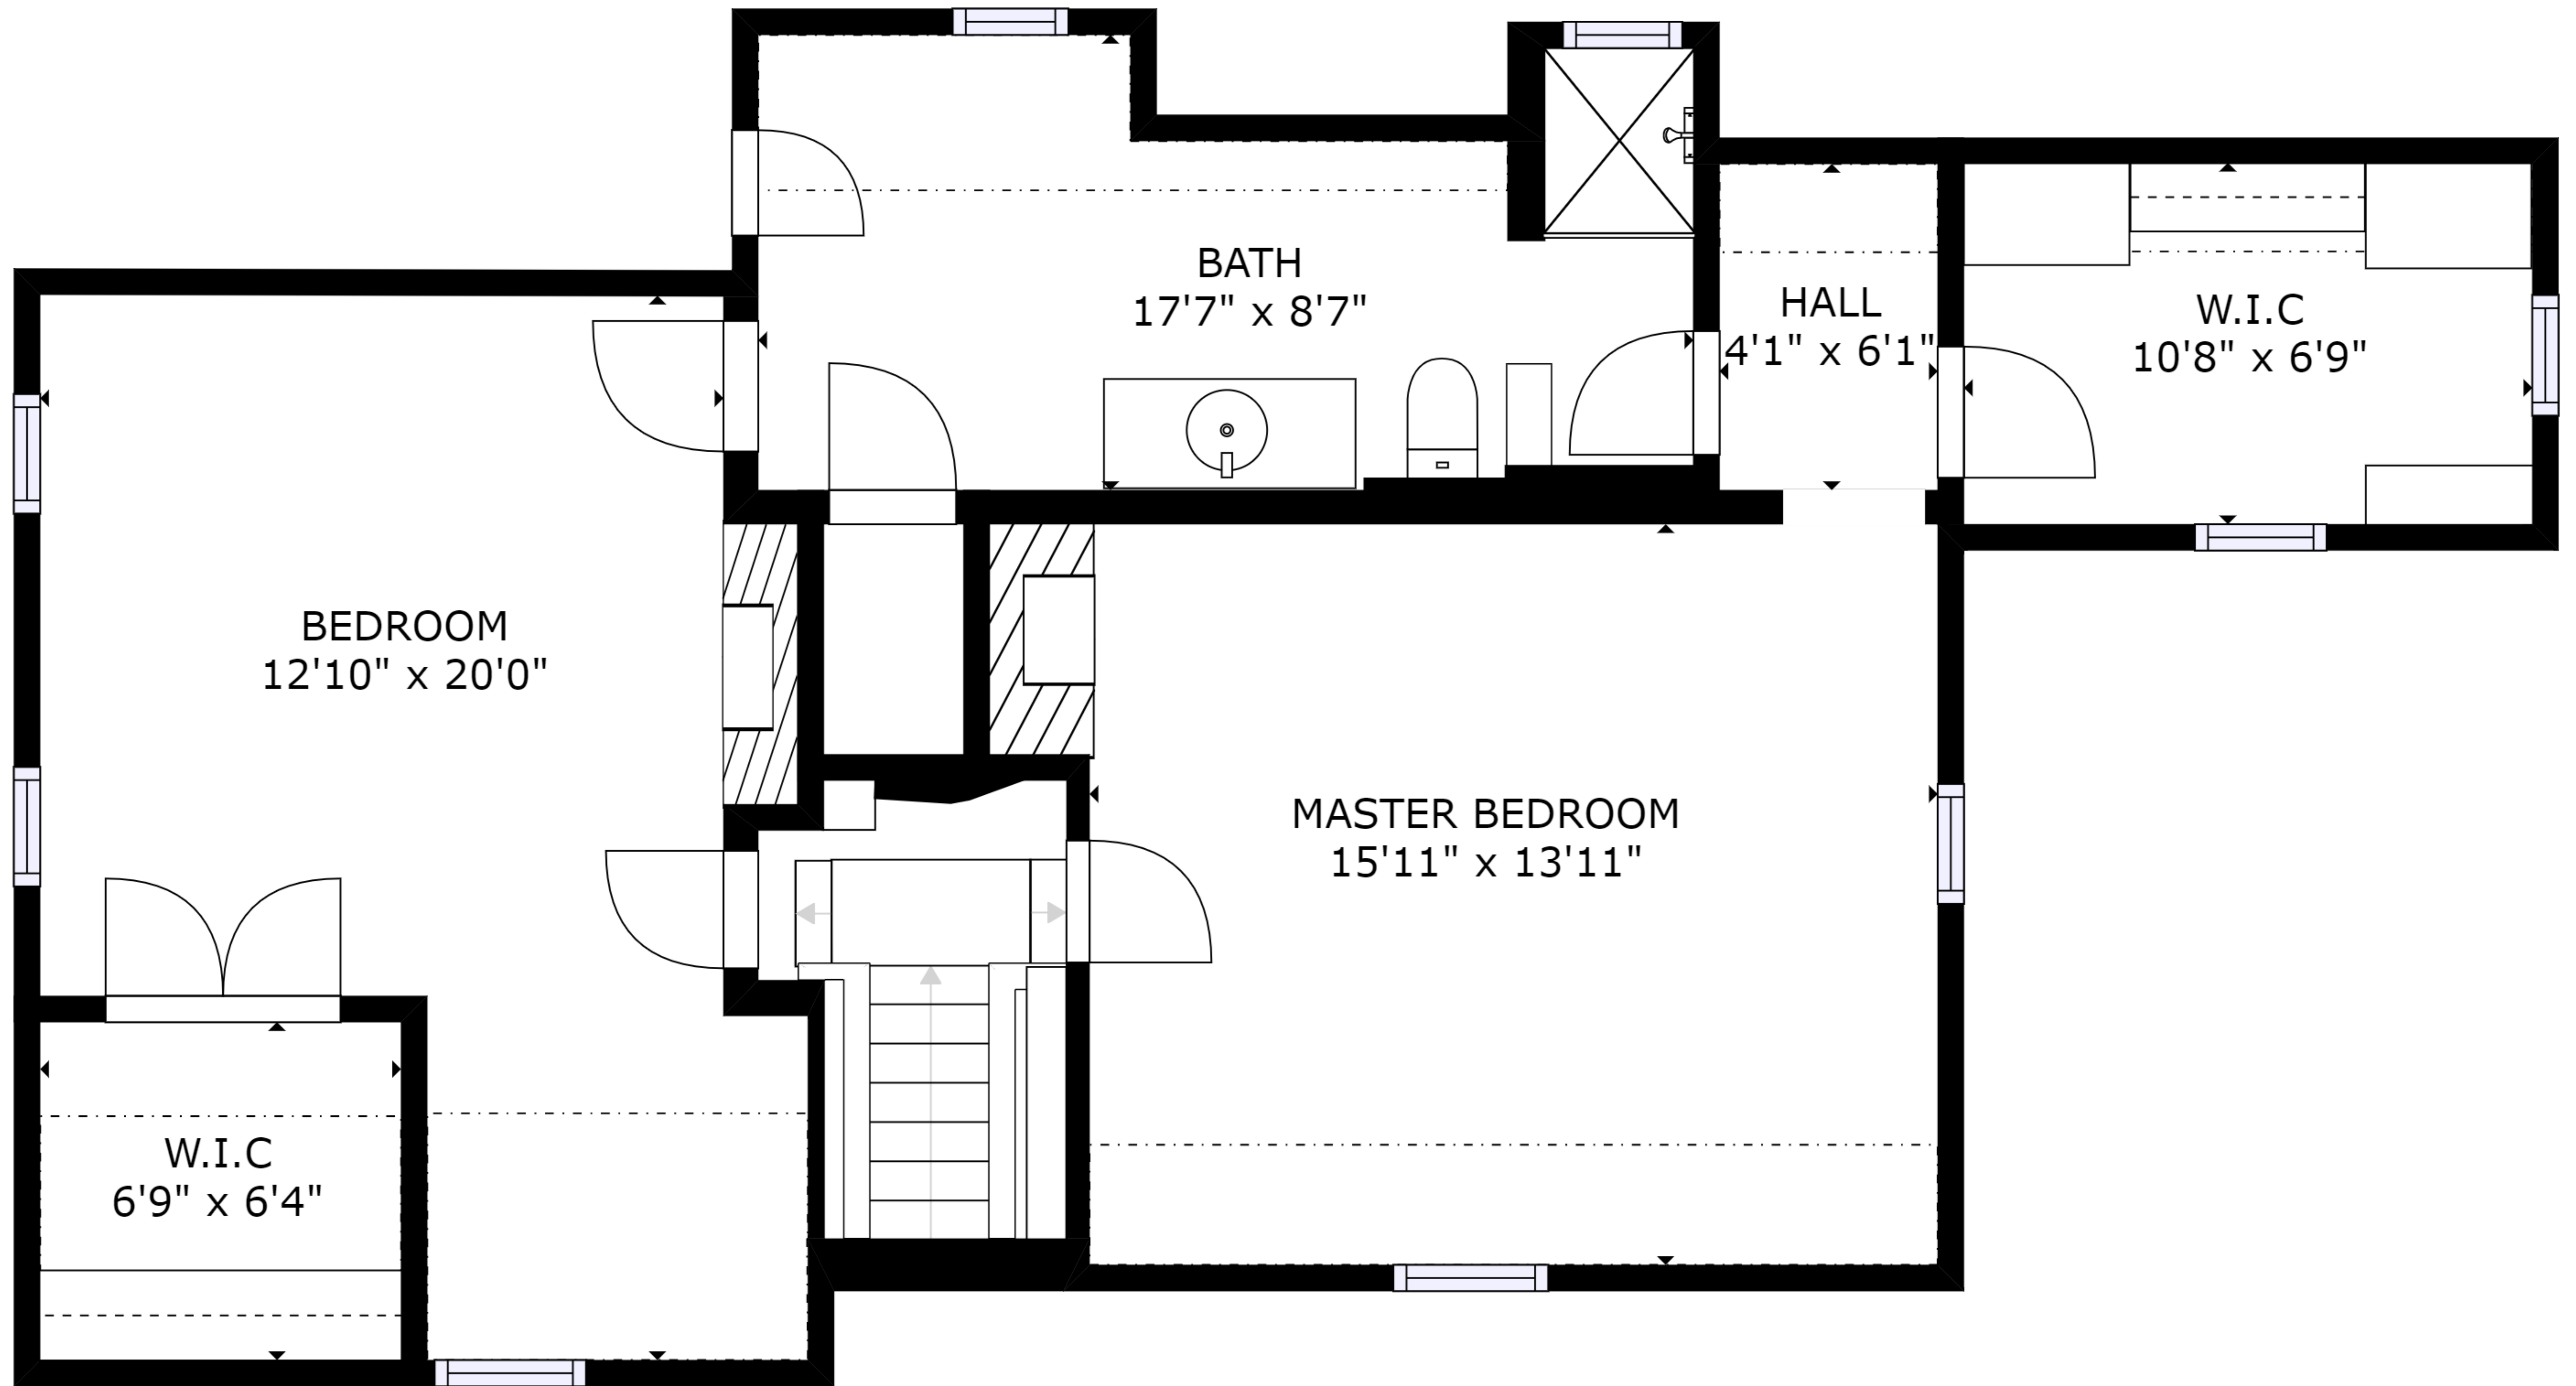 BATH
17'7" x 8'7"
HALL
4'1" x 6'1"
W.I.C
10'8" x 6'9"
BEDROOM
12'10" x 20'0"
MASTER BEDROOM
15'11" x 13'11"
W.I.C
6'9" x 6'4"